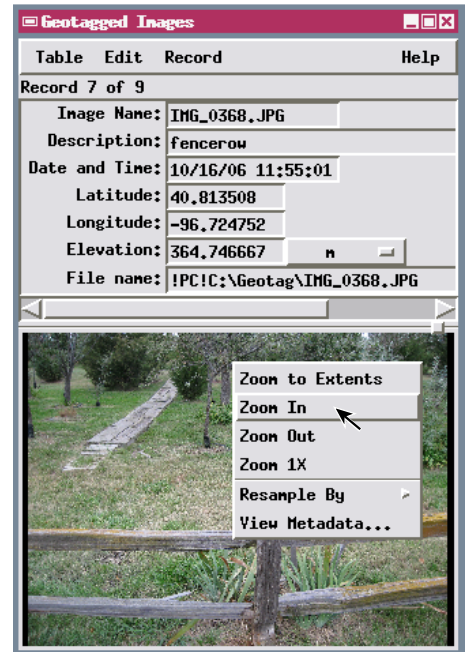 Geotagged Images
Table Edit Record Help
Record 7 of 9
Image Name: IMG_0368.JPG
Description: fencerow
Date and Time: 10/16/06 11:55:01
Latitude: 40.813508
Longitude: -96.724752
Elevation: 364.746667 m
File name: !PC!C:\Geotag\IMG_0368.JPG
Zoom to Extents
Zoom In
Zoom Out
Zoom 1X
Resample By
View Metadata...